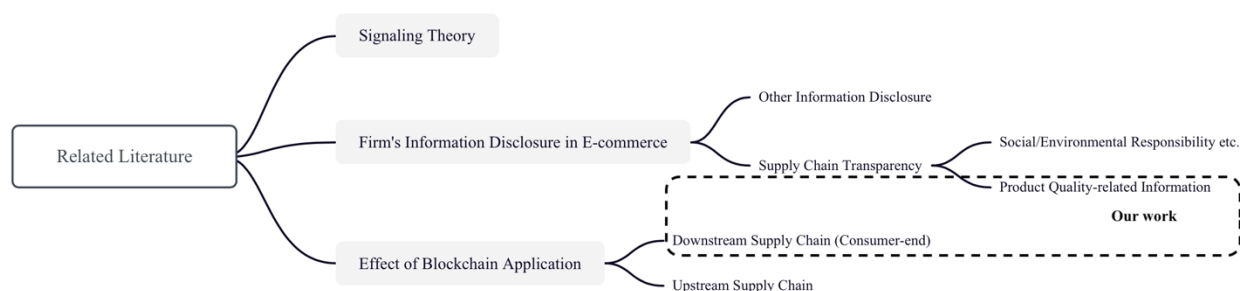 Signaling Theory
Other Information Disclosure
Related Literature
Firm's Information Disclosure in E-commerce
Social/Environmental Responsibility etc.
Supply Chain Transparency
Product Quality-related Information
Our work
Downstream Supply Chain (Consumer-end)
Effect of Blockchain Application
Upstream Supply Chain